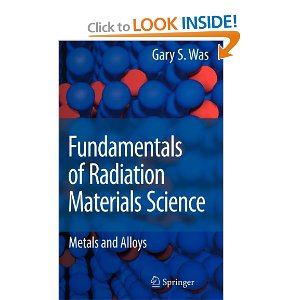 Click to LOOK INSIDE!
Gary S. Was
Fundamentals
of Radiation
Materials Science
Metals and Alloys
Springer